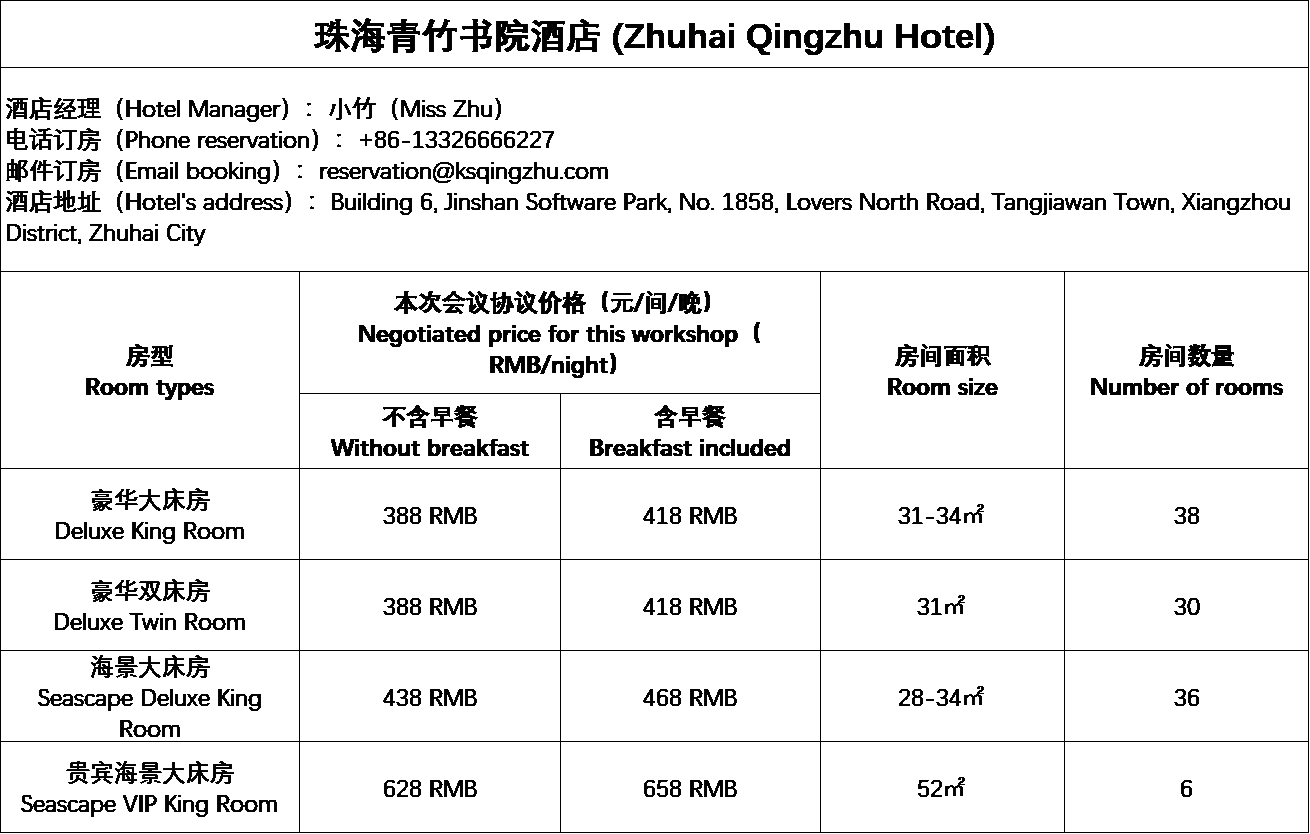 珠海青竹书院酒店 (Zhuhai Qingzhu Hotel)
酒店经理（Hotel Manager）：小竹（Miss Zhu）
电话订房（Phone reservation）：+86-13326666227
邮件订房（Email booking）：reservation@ksqingzhu.com
酒店地址（Hotel's address）：Building 6, Jinshan Software Park, No. 1858, Lovers North Road, Tangjiawan Town, Xiangzhou
District, Zhuhai City
房型
Room types
本次会议协议价格（元/间/晚）
Negotiated price for this workshop（
RMB/night）
不含早餐
Without breakfast
含早餐
Breakfast included
房间面积
Room size
房间数量
Number of rooms
豪华大床房
Deluxe King Room
388 RMB
418 RMB
31-34㎡
38
豪华双床房
Deluxe Twin Room
388 RMB
418 RMB
31㎡
30
海景大床房
Seascape Deluxe King
Room
438 RMB
468 RMB
28-34㎡
36
贵宾海景大床房
Seascape VIP King Room
628 RMB
658 RMB
52㎡
6